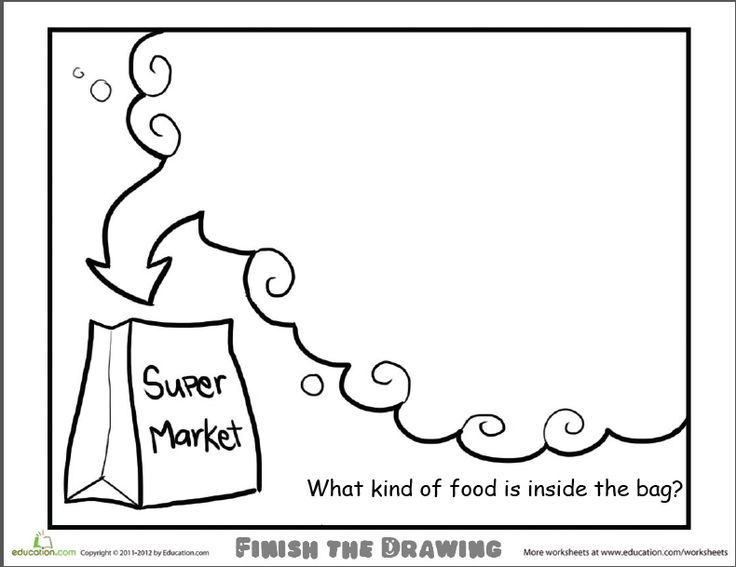 Super
Market
What kind of food is inside the bag?
education.com Copyright © 2011-2012 by Education.com FINISH THE DRAWING More worksheets at www.education.com/worksheets